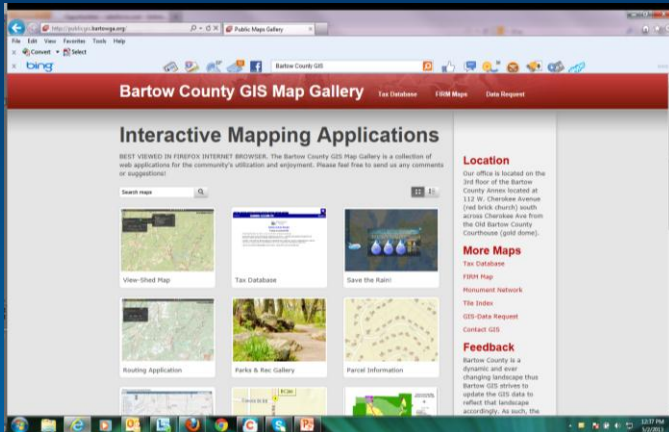 http://public.gis.bartowga.org/
Public Maps Gallery
File Edit View Favorites Tools Help
Convert Select
bing
Bartow County GIS
Bartow County GIS Map Gallery
Tax Database
FIRM Maps
Data Request
Interactive Mapping Applications
BEST VIEWED IN FIREFOX INTERNET BROWSER. The Bartow County GIS Map Gallery is a collection of
web applications for the community's utilization and enjoyment. Please feel free to send us any comments
or suggestions!
Search maps
View-Shed Map
Tax Database
Save the Rain!
Routing Application
Parks & Rec Gallery
Parcel Information
Location
Our office is located on the
3rd floor of the Bartow
County Annex located at
112 W. Cherokee Avenue
(red brick church) south
across Cherokee Ave from
the Old Bartow County
Courthouse (gold dome).
More Maps
Tax Database
FIRM Map
Monument Network
Tile Index
GIS-Data Request
Contact GIS
Feedback
Bartow County is a
dynamic and ever
changing landscape thus
Bartow GIS strives to
update the GIS data to
reflect that landscape
accordingly. As such, the
12:37 PM
5/2/2013